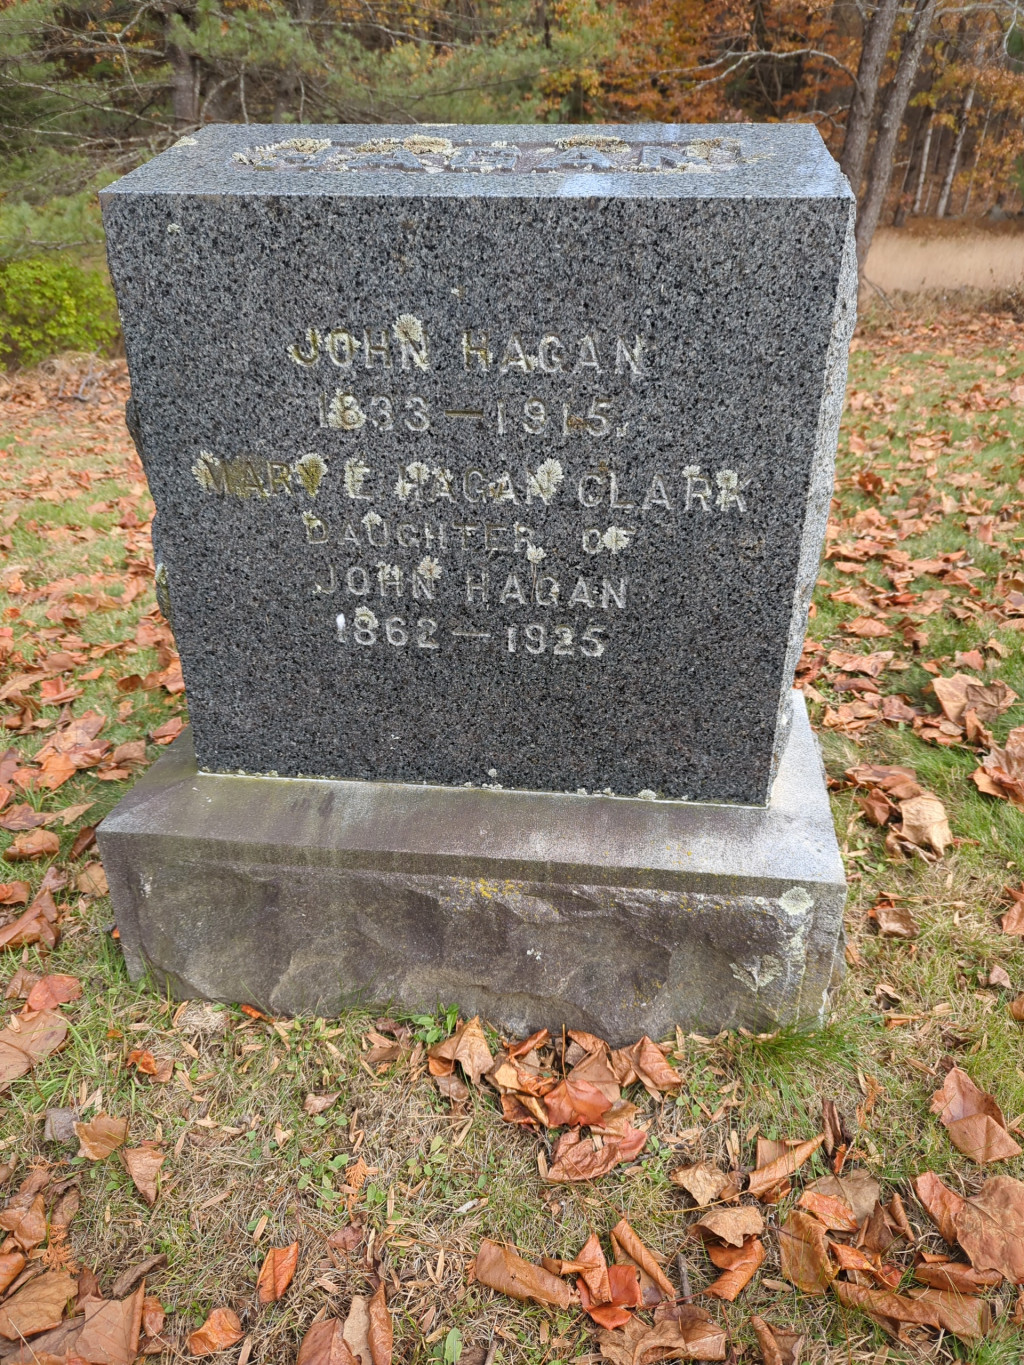 HAGAN
JOHN HAGAN
1833—1915.
MARY E HAGAN CLARK
DAUGHTER OF
JOHN HAGAN
1862—1925